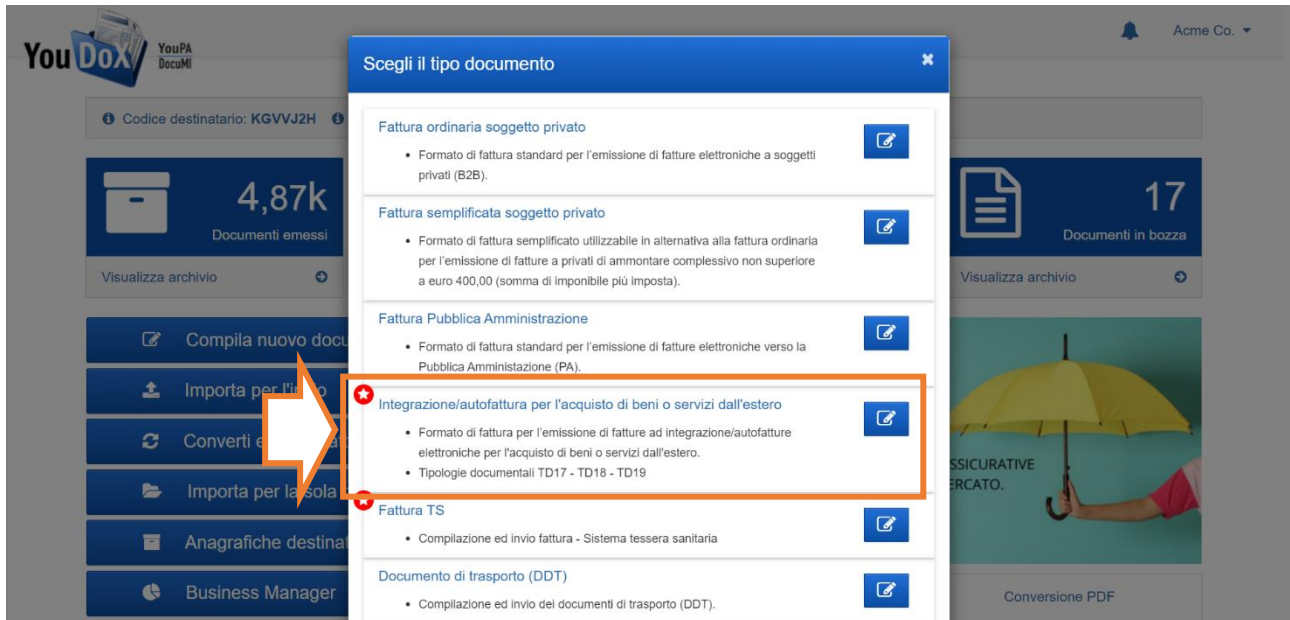 You DoX YouPA
DocuMI
Acme Co.
Scegli il tipo documento
Codice destinatario: KGVVJ2H
4,87k
Documenti emessi
Visualizza archivio
17
Documenti in bozza
Visualizza archivio
Fattura ordinaria soggetto privato
• Formato di fattura standard per l'emissione di fatture elettroniche a soggetti
privati (B2B).
Fattura semplificata soggetto privato
• Formato di fattura semplificato utilizzabile in alternativa alla fattura ordinaria
per l'emissione di fatture a privati di ammontare complessivo non superiore
a euro 400,00 (somma di imponibile più imposta).
Fattura Pubblica Amministrazione
• Formato di fattura standard per l'emissione di fatture elettroniche verso la
Pubblica Amministazione (PA).
Integrazione/autofattura per l'acquisto di beni o servizi dall'estero
• Formato di fattura per l'emissione di fatture ad integrazione/autofatture
elettroniche per l'acquisto di beni o servizi dall'estero.
• Tipologie documentali TD17 - TD18 - TD19
Fattura TS
• Compilazione ed invio fattura - Sistema tessera sanitaria
Documento di trasporto (DDT)
• Compilazione ed invio dei documenti di trasporto (DDT).
Compila nuovo docu
Importa per l'in
Converti e
Importa per la sola
Anagrafiche destinat
Business Manager
SSICURATIVE
ERCATO.
Conversione PDF